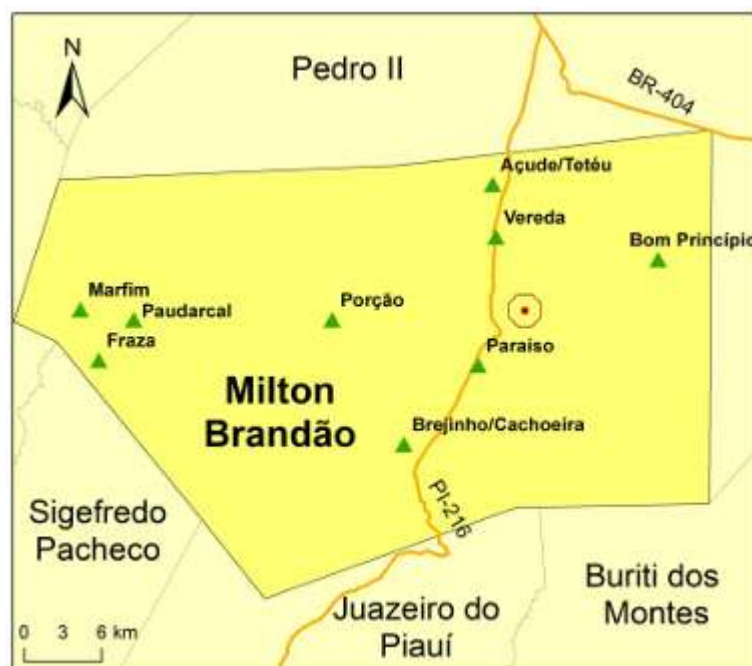 N
Pedro II
BR-404
Açude/Tetéu
Vereda
Bom Princípio
Marfim
Paudarcal
Porção
Fraza
Paraiso
Milton
Brandão
Brejinho/Cachoeira
PI-216
Sigefredo
Pacheco
Buriti dos
Montes
Juazeiro do
Piauí
0 3 6 km